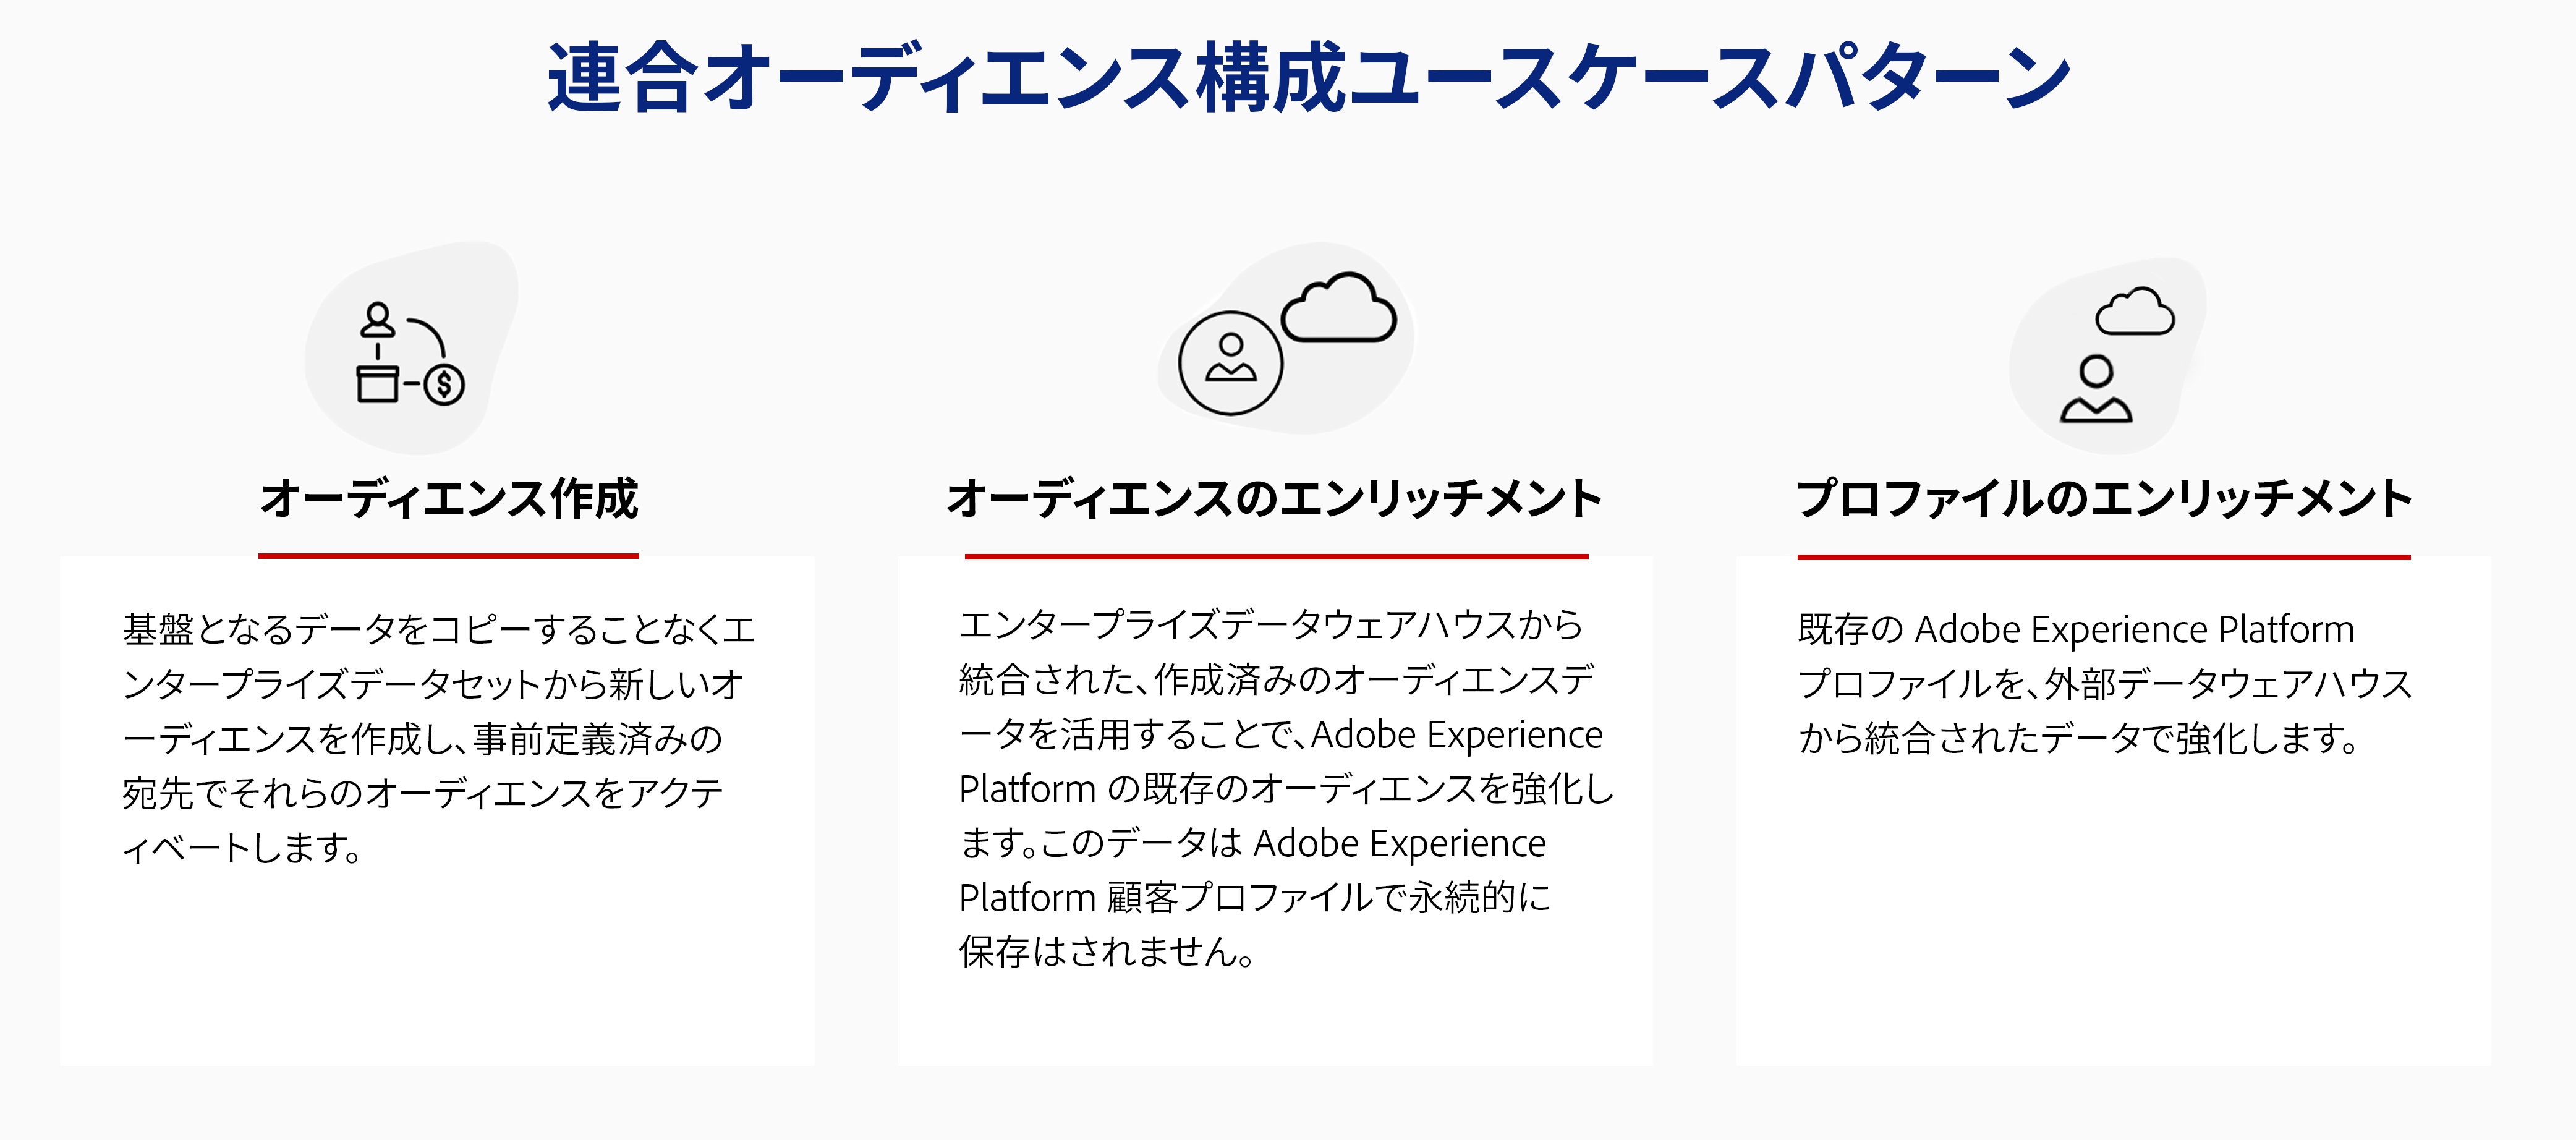 連合オーディエンス構成ユースケースパターン
オーディエンス作成
基盤となるデータをコピーすることなくエ
ンタープライズデータセットから新しいオ
ーディエンスを作成し、事前定義済みの
宛先でそれらのオーディエンスをアクテ
ィベートします。
オーディエンスのエンリッチメント
エンタープライズデータウェアハウスから
統合された、作成済みのオーディエンスデ
ータを活用することで、Adobe Experience
Platform の既存のオーディエンスを強化し
ます。このデータは Adobe Experience
Platform 顧客プロファイルで永続的に
保存はされません。
プロファイルのエンリッチメント
既存の Adobe Experience Platform
プロファイルを、外部データウェアハウス
から統合されたデータで強化します。